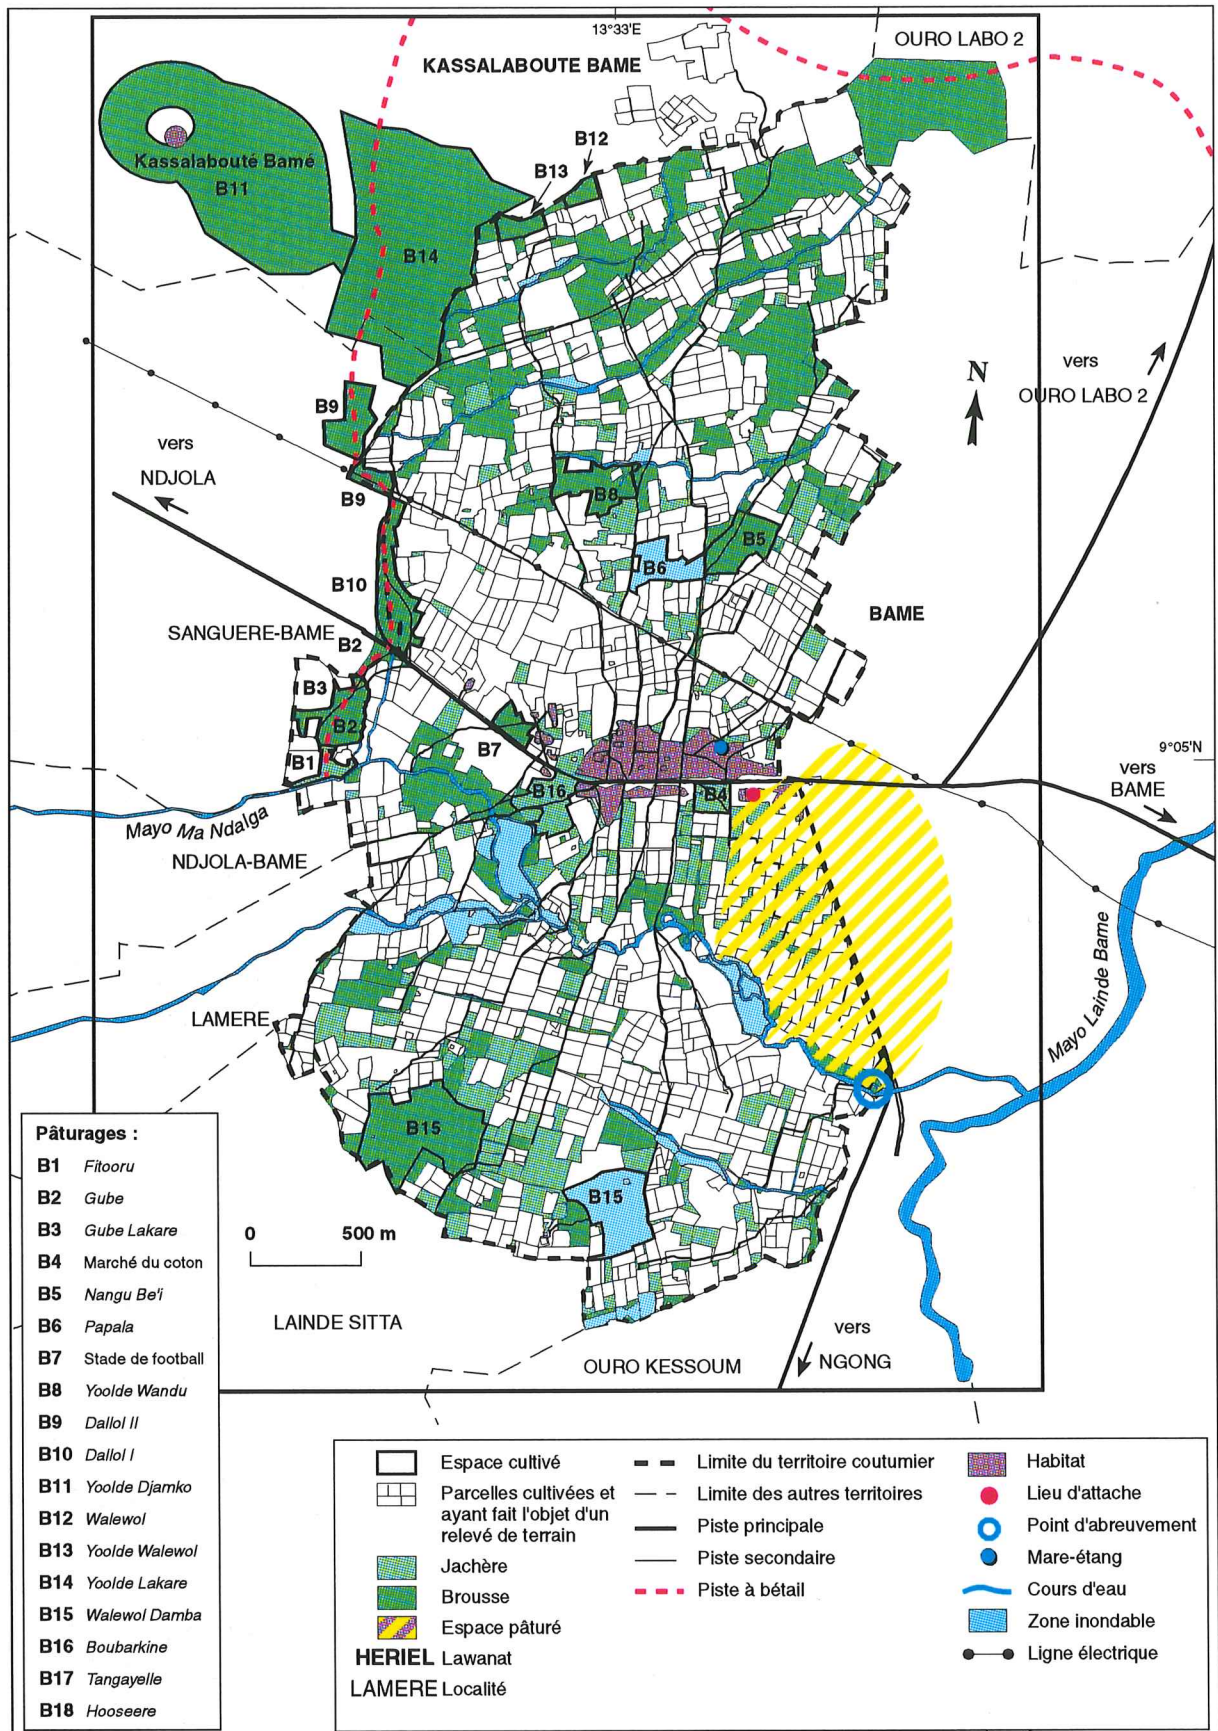 13°33'E
OURO LABO 2
KASSALABOUTE BAME
B12
B13
Kassalabouté Bamé
B11
B14
vers
OURO LABO 2
N
B9
vers
NDJOLA
B9
B8
B5
B6
B10
BAME
SANGUERE-BAME
B2
B3
B2
B7
B1
9°05'N
vers
BAME
B16
B4
Mayo Ma Ndalga
NDJOLA-BAME
Mayo Lainde Bame
LAMERE
B15
B15
0 500 m
LAINDE SITTA
vers
NGONG
OURO KESSOUM
Pâturages :
B1 Fitooru
B2 Gube
B3 Gube Lakare
B4 Marché du coton
B5 Nangu Be'i
B6 Papala
B7 Stade de football
B8 Yoolde Wandu
B9 Dallol II
B10 Dallol I
B11 Yoolde Djamko
B12 Walewol
B13 Yoolde Walewol
B14 Yoolde Lakare
B15 Walewol Damba
B16 Boubarkine
B17 Tangayelle
B18 Hooseere
Espace cultivé
Parcelles cultivées et
ayant fait l'objet d'un
relevé de terrain
Jachère
Brousse
Espace pâturé
HERIEL Lawanat
LAMERE Localité
Limite du territoire coutumier
Limite des autres territoires
Piste principale
Piste secondaire
Piste à bétail
Habitat
Lieu d'attache
Point d'abreuvement
Mare-étang
Cours d'eau
Zone inondable
Ligne électrique